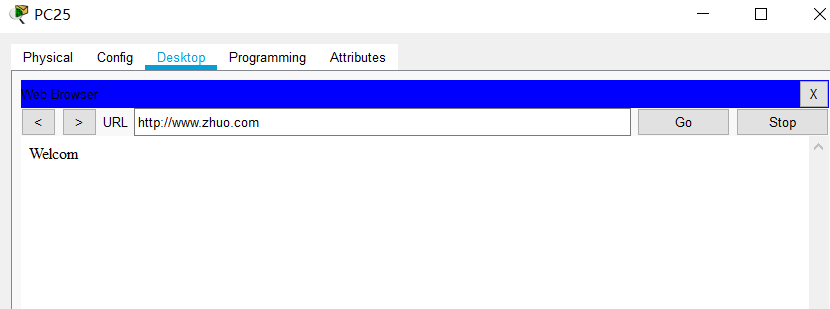 PC25
Physical Config Desktop Programming Attributes
Web Browser X
< > URL http://www.zhuo.com Go Stop
Welcom